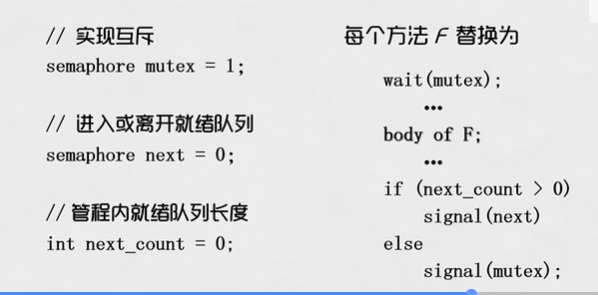 // 实现互斥
semaphore mutex = 1;
// 进入或离开就绪队列
semaphore next = 0;
// 管程内就绪队列长度
int next_count = 0;
每个方法 F 替换为
wait(mutex);
...
body of F;
...
if (next_count > 0)
signal(next)
else
signal(mutex);